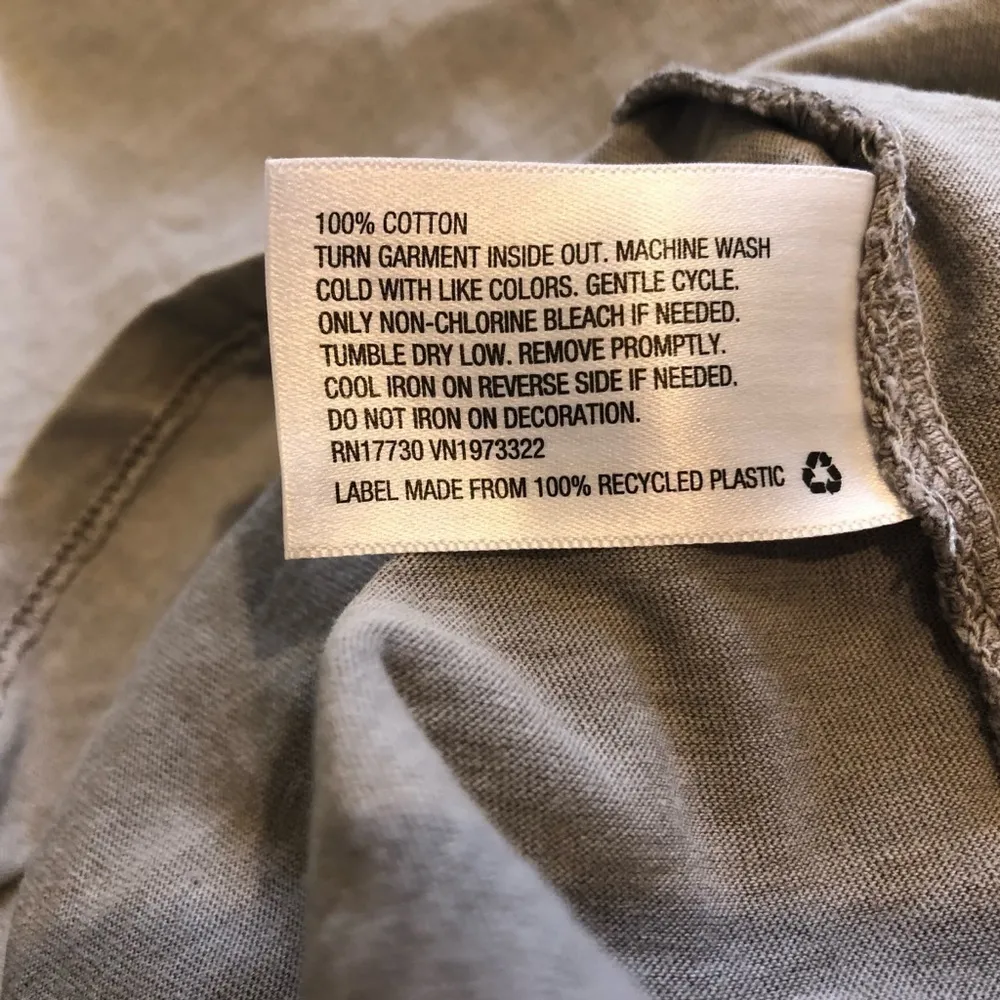 100% COTTON
TURN GARMENT INSIDE OUT. MACHINE WASH
COLD WITH LIKE COLORS. GENTLE CYCLE.
ONLY NON-CHLORINE BLEACH IF NEEDED.
TUMBLE DRY LOW. REMOVE PROMPTLY.
COOL IRON ON REVERSE SIDE IF NEEDED.
DO NOT IRON ON DECORATION.
RN17730 VN1973322
LABEL MADE FROM 100% RECYCLED PLASTIC